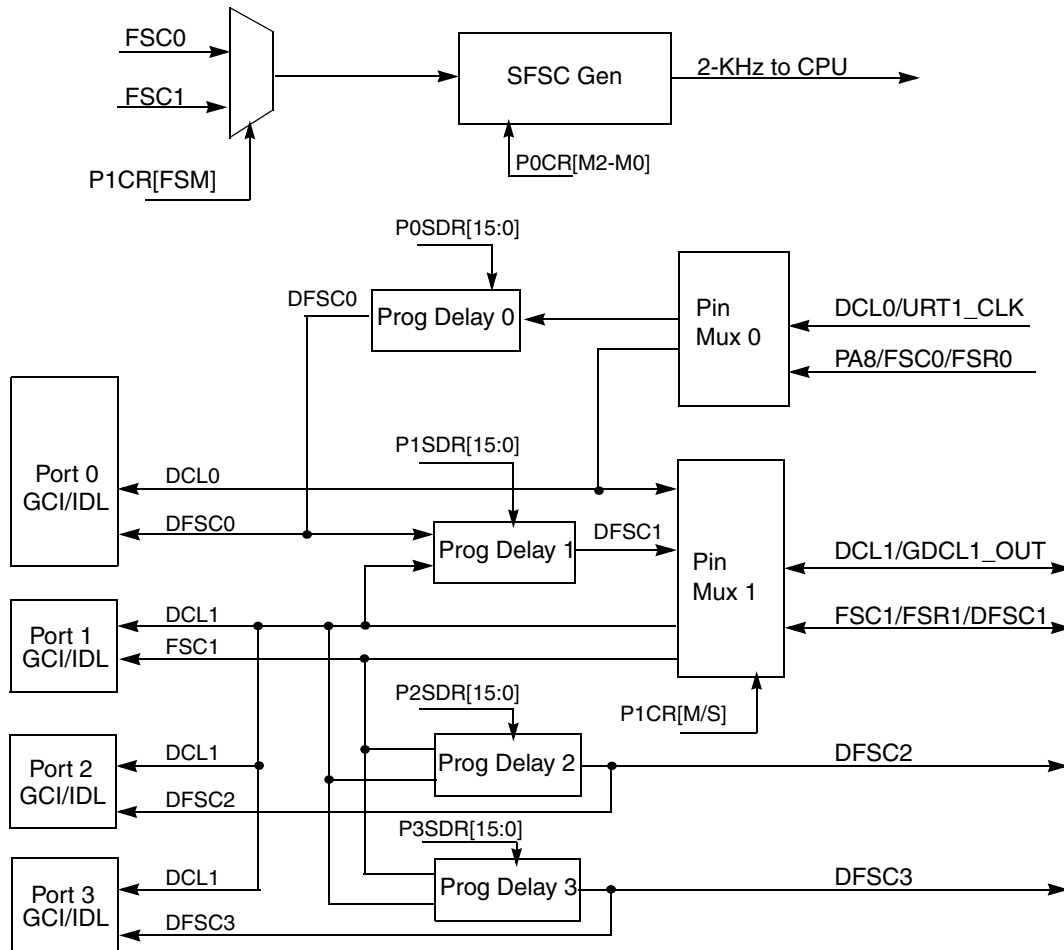 FSC0
FSC1
P1CR[FSM]
SFSC Gen
2-KHz to CPU
P0CR[M2-M0]
P0SDR[15:0]
DFSC0
Prog Delay 0
Pin
Mux 0
DCL0/URT1_CLK
PA8/FSC0/FSR0
Port 0
GCI/IDL
DCL0
DFSC0
P1SDR[15:0]
Prog Delay 1
DFSC1
Pin
Mux 1
DCL1/GDCL1_OUT
FSC1/FSR1/DFSC1
P1CR[M/S]
Port 1
GCI/IDL
DCL1
FSC1
P2SDR[15:0]
Prog Delay 2
DFSC2
Port 2
GCI/IDL
DCL1
DFSC2
P3SDR[15:0]
Prog Delay 3
DFSC3
Port 3
GCI/IDL
DCL1
DFSC3